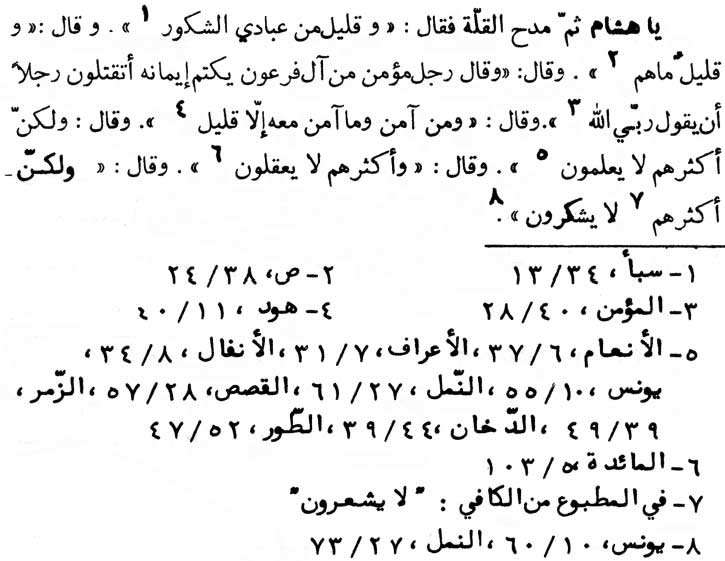 يا هشام ثمّ مدح القلّة فقال : « و قليل من عبادي الشكور ١ » . و قال :« و
قليلٌ ماهم ٢ » . وقال: «وقال رجل مؤمن من آل فرعون يكتم إيمانه أتقتلون رجلاً
أن يقول ربّي الله ٣ ».وقال : « ومن آمن وما آمن معه إلّا قليل ٤ ». وقال : ولكنّ
أكثرهم لا يعلمون ٥ » . وقال : « وأكثرهم لا يعقلون ٦ » . وقال : « ولكنّ ـ
أكثرهم ٧ لا يشكرون » .٨
١- سبأ ، ٣٤ / ١٣ ٢- ص، ٣٨ / ٢٤
٣- المؤمن ، ٤٠ / ٢٨ ٤- هود ، ١١ / ٤٠
٥- الأنعام ، ٦ / ٣٧ ،الأعراف، ٧ / ٣١ ،الأنفال ، ٨ / ٣٤ ،
يونس ، ١٠ / ٥٥ ،النّمل ، ٢٧ / ٦١ ،القصص، ٢٨ / ٥٧ ،الزّمر ،
٣٩ / ٤٩ ،الدّخان ، ٤٤ / ٣٩ ،الطّور، ٥٢ / ٤٧
٦- المائدة ، ٥ / ١٠٣
٧- في المطبوع من الكافي : " لا يشعرون "
٨- يونس، ١٠ / ٦٠ ،النمل ، ٢٧ / ٧٣